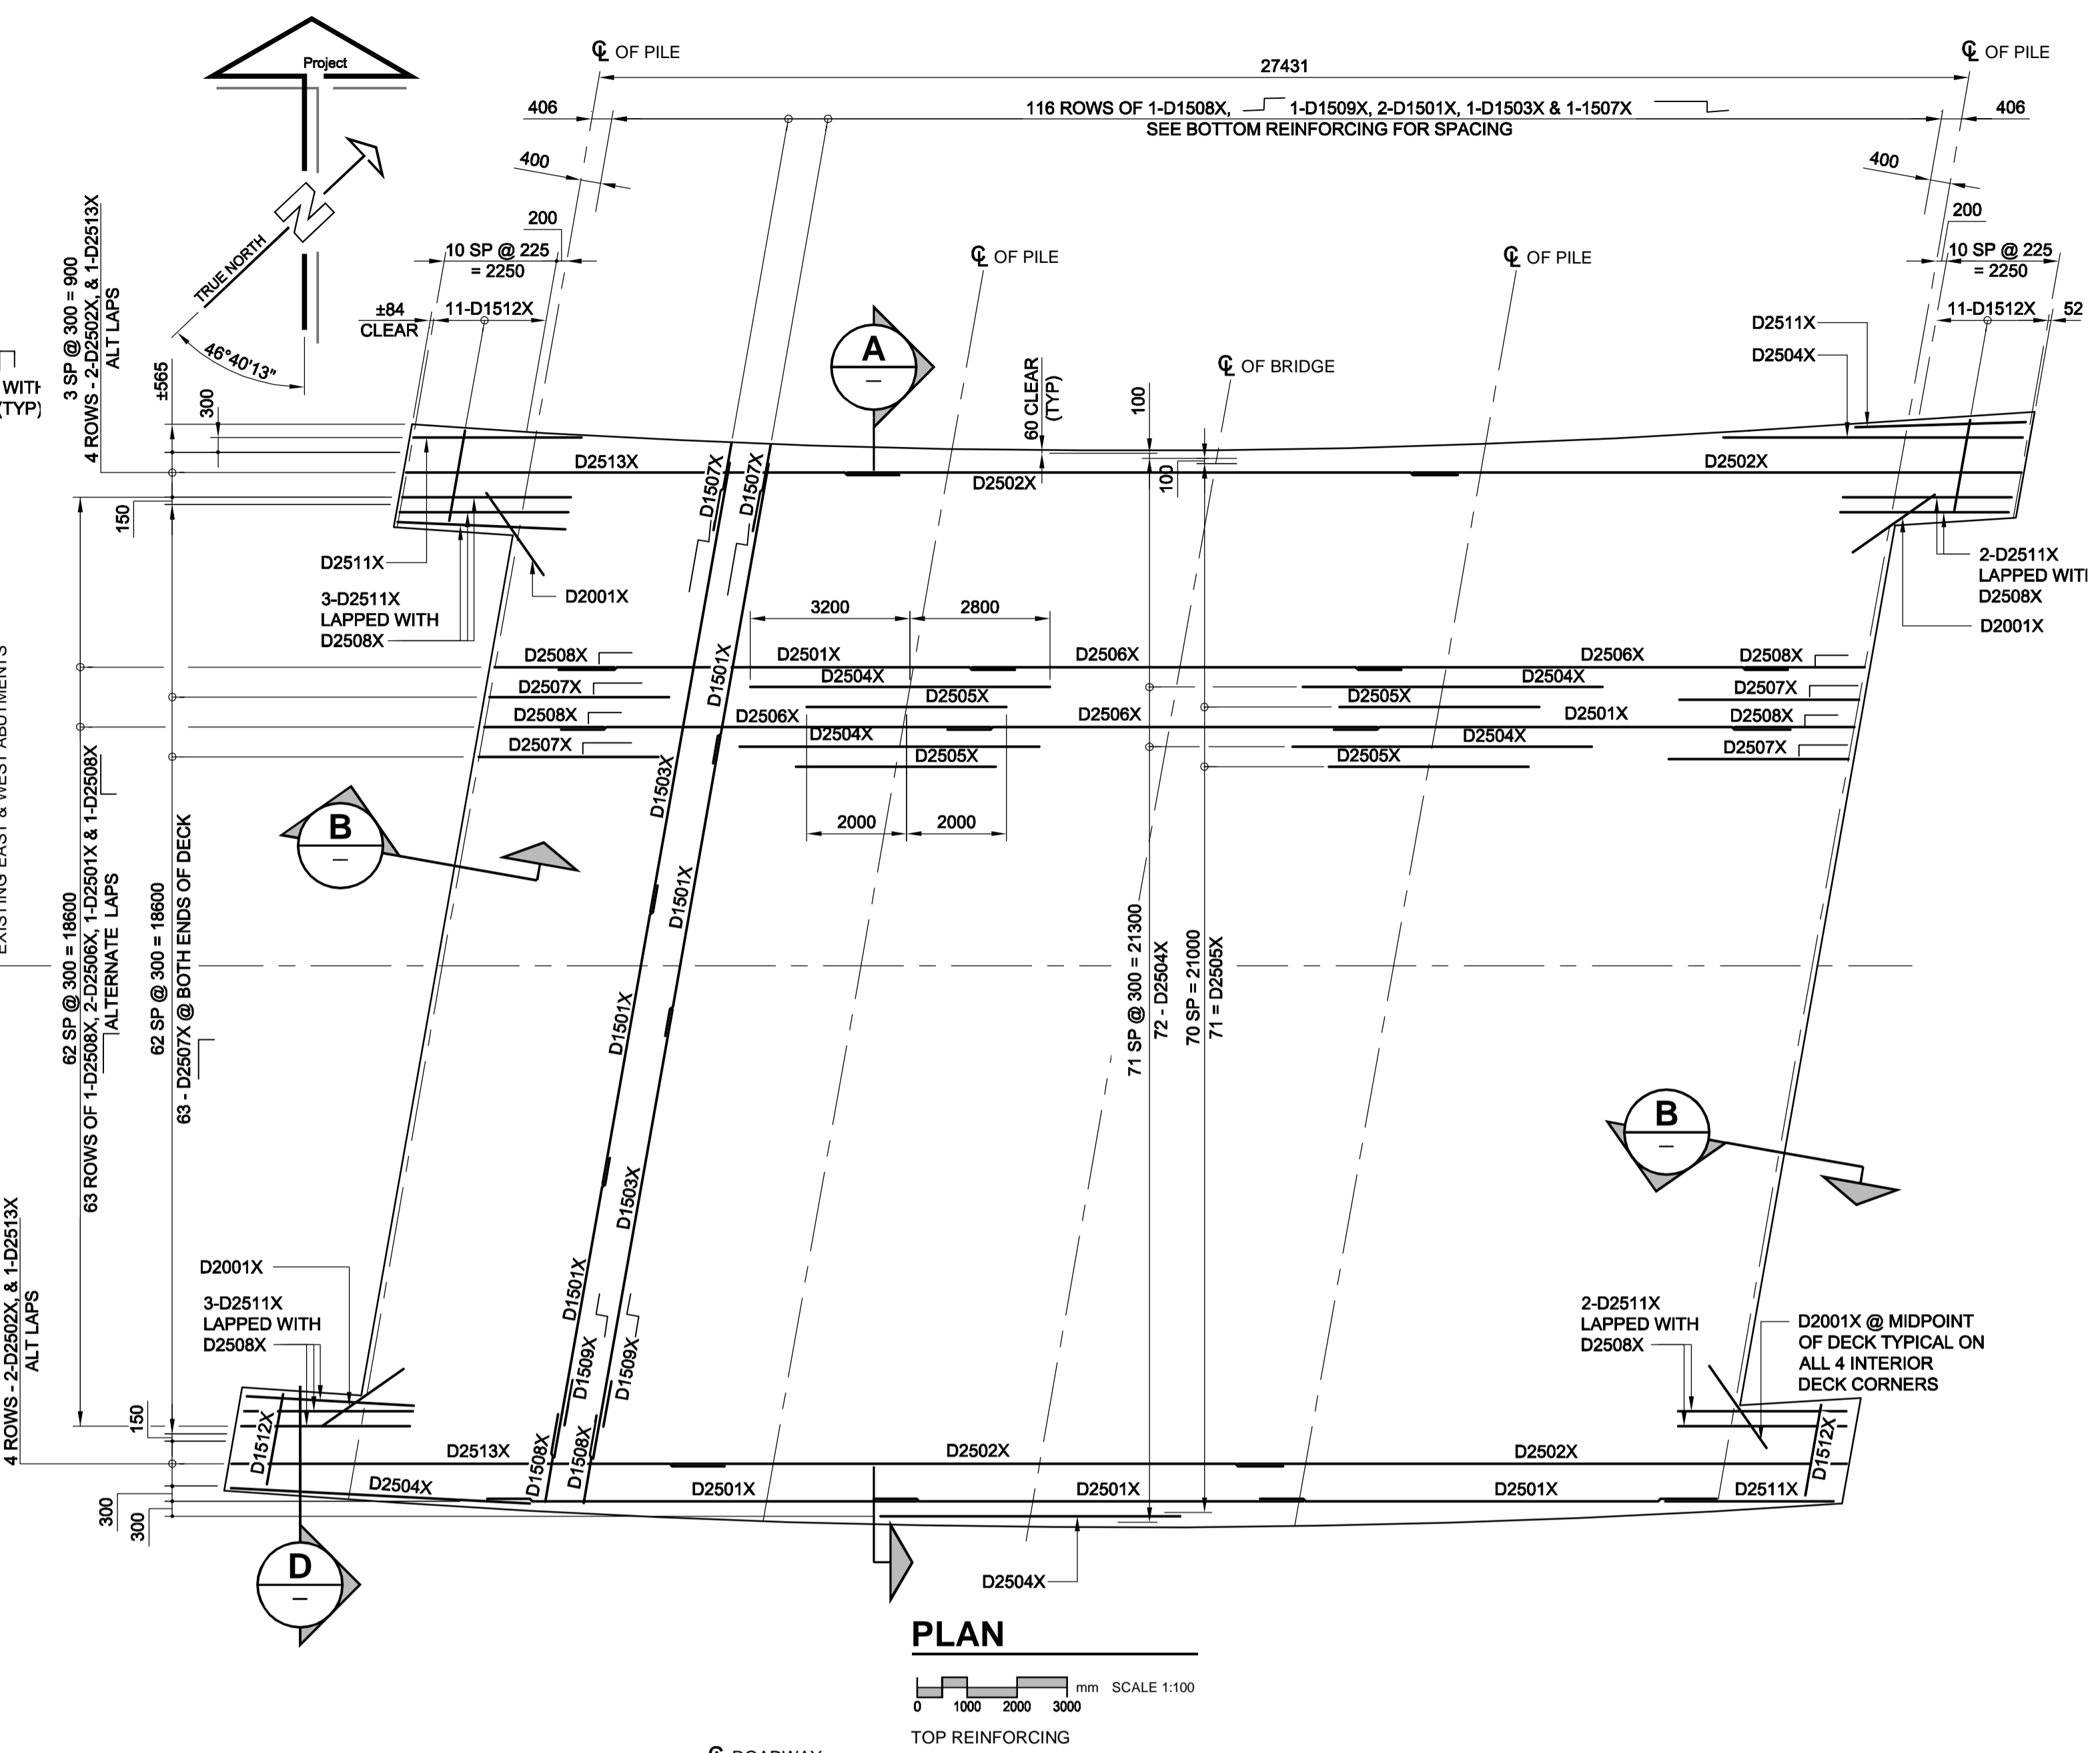 Project
TRUE NORTH
46°40'13"
℄ OF PILE
℄ OF PILE
27431
406
116 ROWS OF 1-D1508X, 1-D1509X, 2-D1501X, 1-D1503X & 1-1507X
SEE BOTTOM REINFORCING FOR SPACING
406
400
400
200
200
10 SP @ 225
= 2250
10 SP @ 225
= 2250
℄ OF PILE
℄ OF PILE
±84
CLEAR
11-D1512X
11-D1512X
52
3 SP @ 300 = 900
4 ROWS - 2-D2502X, & 1-D2513X
ALT LAPS
WITH
(TYP)
±565
300
A
–
60 CLEAR
(TYP)
100
100
℄ OF BRIDGE
D2511X
D2504X
D2513X
D2502X
D2502X
D1507X
D1507X
150
D2511X
3-D2511X
LAPPED WITH
D2508X
D2001X
2-D2511X
LAPPED WIT
D2508X
D2001X
3200
2800
D2508X
D2501X
D2506X
D2506X
D2508X
D2504X
D2504X
D2507X
D2505X
D2505X
D2507X
D2508X
D2506X
D2506X
D2501X
D2508X
D2504X
D2504X
D2507X
D2505X
D2505X
D2507X
2000
2000
D1501X
D1503X
D1501X
D1501X
D1503X
D1501X
D1509X
D1509X
D1508X
D1508X
B
–
B
–
EXISTING EAST & WEST ABUTMENTS
62 SP @ 300 = 18600
63 ROWS OF 1-D2508X, 2-D2506X, 1-D2501X & 1-D2508X
ALTERNATE LAPS
62 SP @ 300 = 18600
63 - D2507X @ BOTH ENDS OF DECK
71 SP @ 300 = 21300
72 - D2504X
70 SP = 21000
71 = D2505X
4 ROWS - 2-D2502X, & 1-D2513X
ALT LAPS
D2001X
3-D2511X
LAPPED WITH
D2508X
2-D2511X
LAPPED WITH
D2508X
D2001X @ MIDPOINT
OF DECK TYPICAL ON
ALL 4 INTERIOR
DECK CORNERS
150
D1512X
D2513X
D2502X
D2502X
D1512X
D2504X
D2501X
D2501X
D2501X
D2511X
300
300
D
–
D2504X
PLAN
0 1000 2000 3000 mm SCALE 1:100
TOP REINFORCING